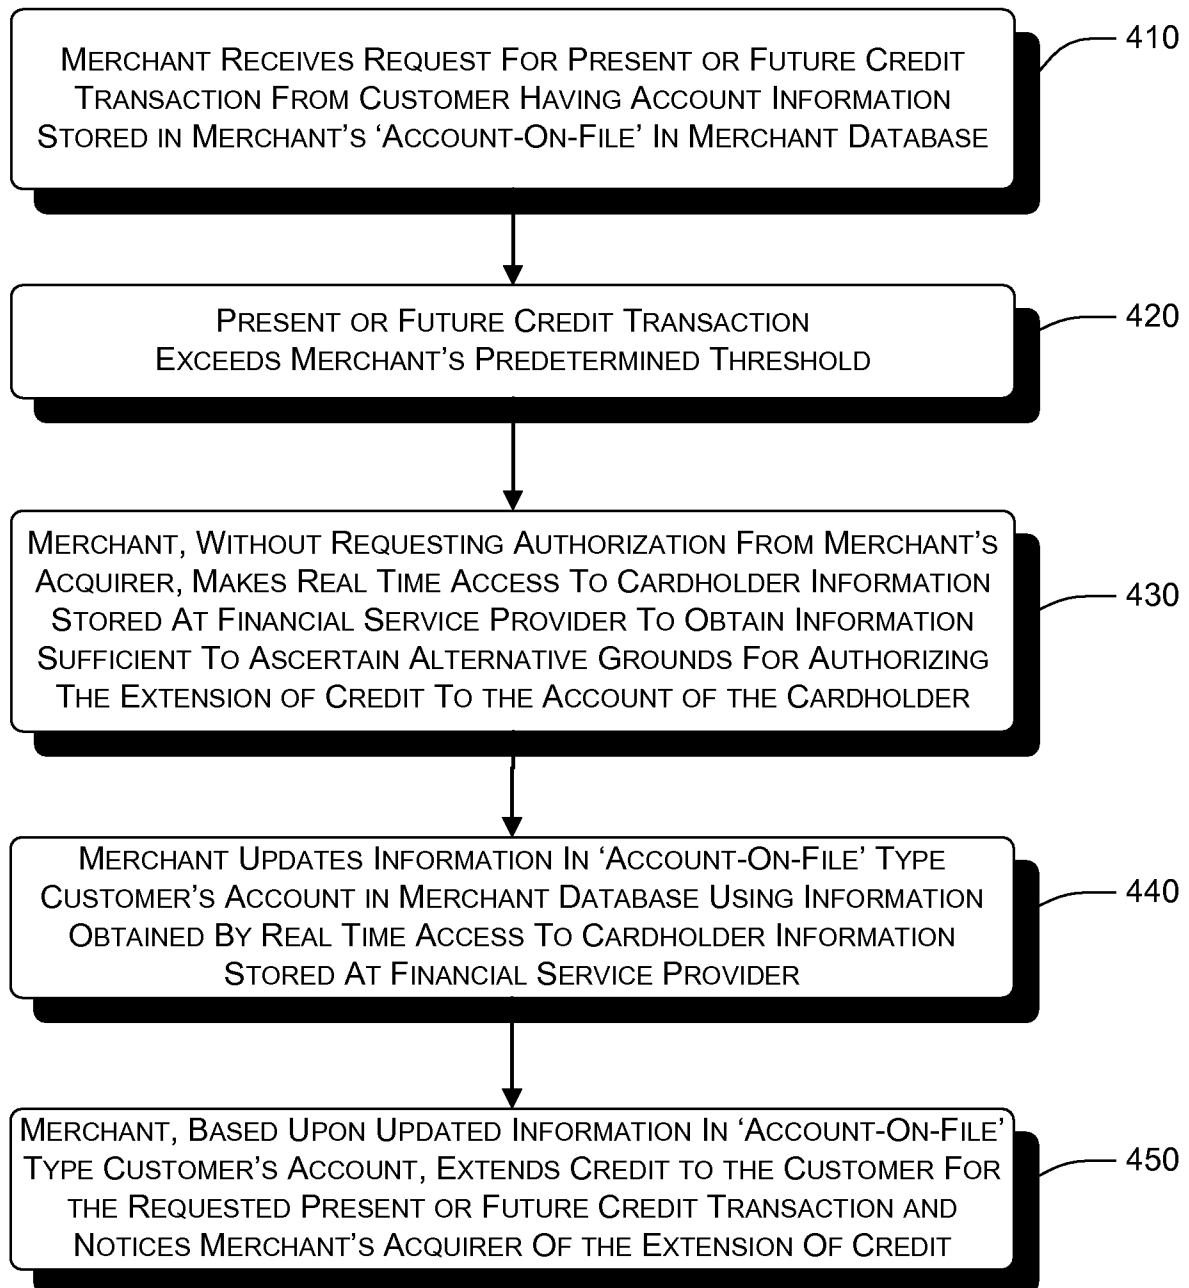 MERCHANT RECEIVES REQUEST FOR PRESENT OR FUTURE CREDIT
TRANSACTION FROM CUSTOMER HAVING ACCOUNT INFORMATION
STORED IN MERCHANT'S 'ACCOUNT-ON-FILE' IN MERCHANT DATABASE
410
PRESENT OR FUTURE CREDIT TRANSACTION
EXCEEDS MERCHANT'S PREDETERMINED THRESHOLD
420
MERCHANT, WITHOUT REQUESTING AUTHORIZATION FROM MERCHANT'S
ACQUIRER, MAKES REAL TIME ACCESS TO CARDHOLDER INFORMATION
STORED AT FINANCIAL SERVICE PROVIDER TO OBTAIN INFORMATION
SUFFICIENT TO ASCERTAIN ALTERNATIVE GROUNDS FOR AUTHORIZING
THE EXTENSION OF CREDIT TO THE ACCOUNT OF THE CARDHOLDER
430
MERCHANT UPDATES INFORMATION IN 'ACCOUNT-ON-FILE' TYPE
CUSTOMER'S ACCOUNT IN MERCHANT DATABASE USING INFORMATION
OBTAINED BY REAL TIME ACCESS TO CARDHOLDER INFORMATION
STORED AT FINANCIAL SERVICE PROVIDER
440
MERCHANT, BASED UPON UPDATED INFORMATION IN 'ACCOUNT-ON-FILE'
TYPE CUSTOMER'S ACCOUNT, EXTENDS CREDIT TO THE CUSTOMER FOR
THE REQUESTED PRESENT OR FUTURE CREDIT TRANSACTION AND
NOTICES MERCHANT'S ACQUIRER OF THE EXTENSION OF CREDIT
450